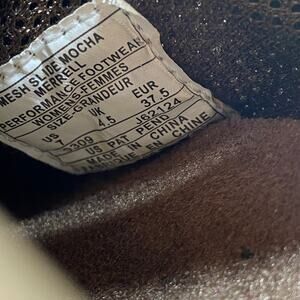 MESH SLIDE MOCHA
MERRELL
PERFORMANCE FOOTWEAR
WOMENS-FEMMES
SIZE-GRANDEUR
US UK EUR
7 4.5 37.5
3309 J62124
US PAT PEND
MADE IN CHINA
EN CHINE